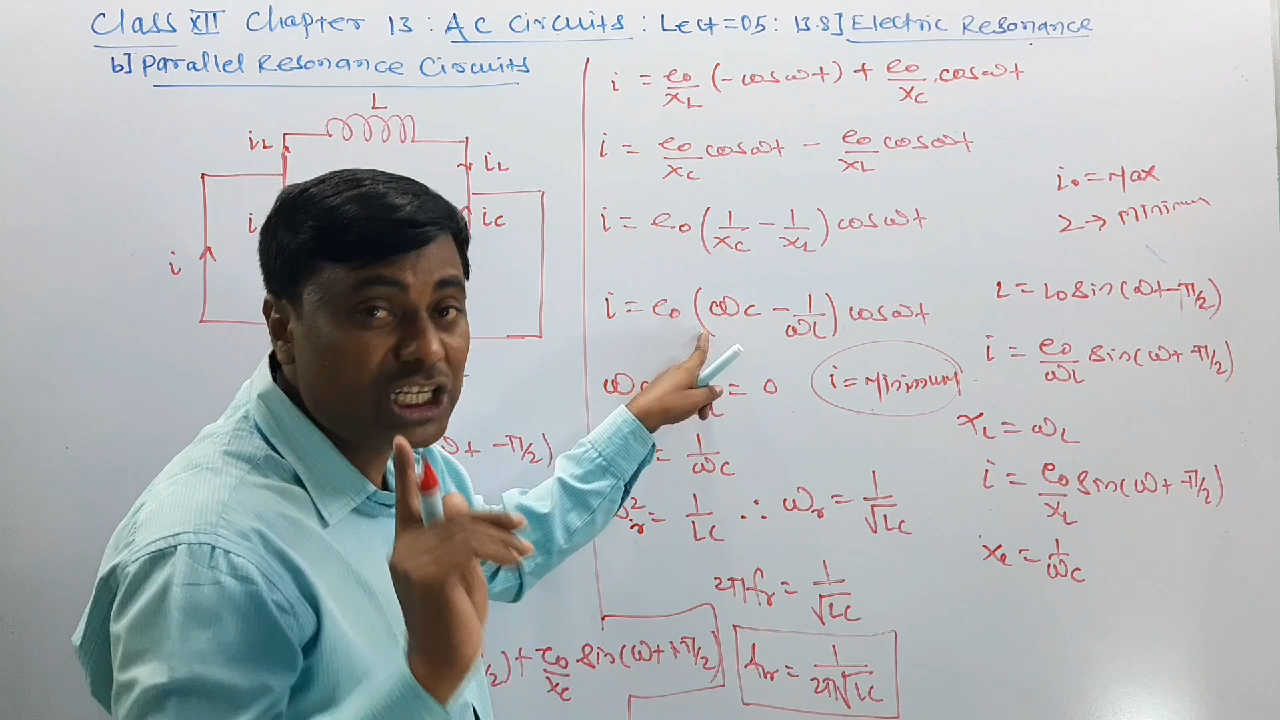 Class XII Chapter 13 : AC Circuits : Lect=05 : 13.8] Electric Resonance
b] Parallel Resonance Circuits
L
iL
iL
i
iC
i
i = e₀/XL (-cosωt) + e₀/XC . cosωt
i = e₀/XC cosωt - e₀/XL cosωt
i = e₀ (1/XC - 1/XL) cosωt
i = e₀ (ωC - 1/ωL) cosωt
= 0
i = Minimum
= 1/ωC
²r = 1/LC ∴ ωr = 1/√LC
2πfr = 1/√LC
fr = 1/2π√LC
+ -π/2)
/2) + e₀/XC sin(ωt+π/2)
i₀ = Max
Z → Minimum
i = i₀ sin(ωt-π/2)
i = e₀/ωL sin(ωt-π/2)
XL = ωL
i = e₀/XL sin(ωt-π/2)
Xc = 1/ωC